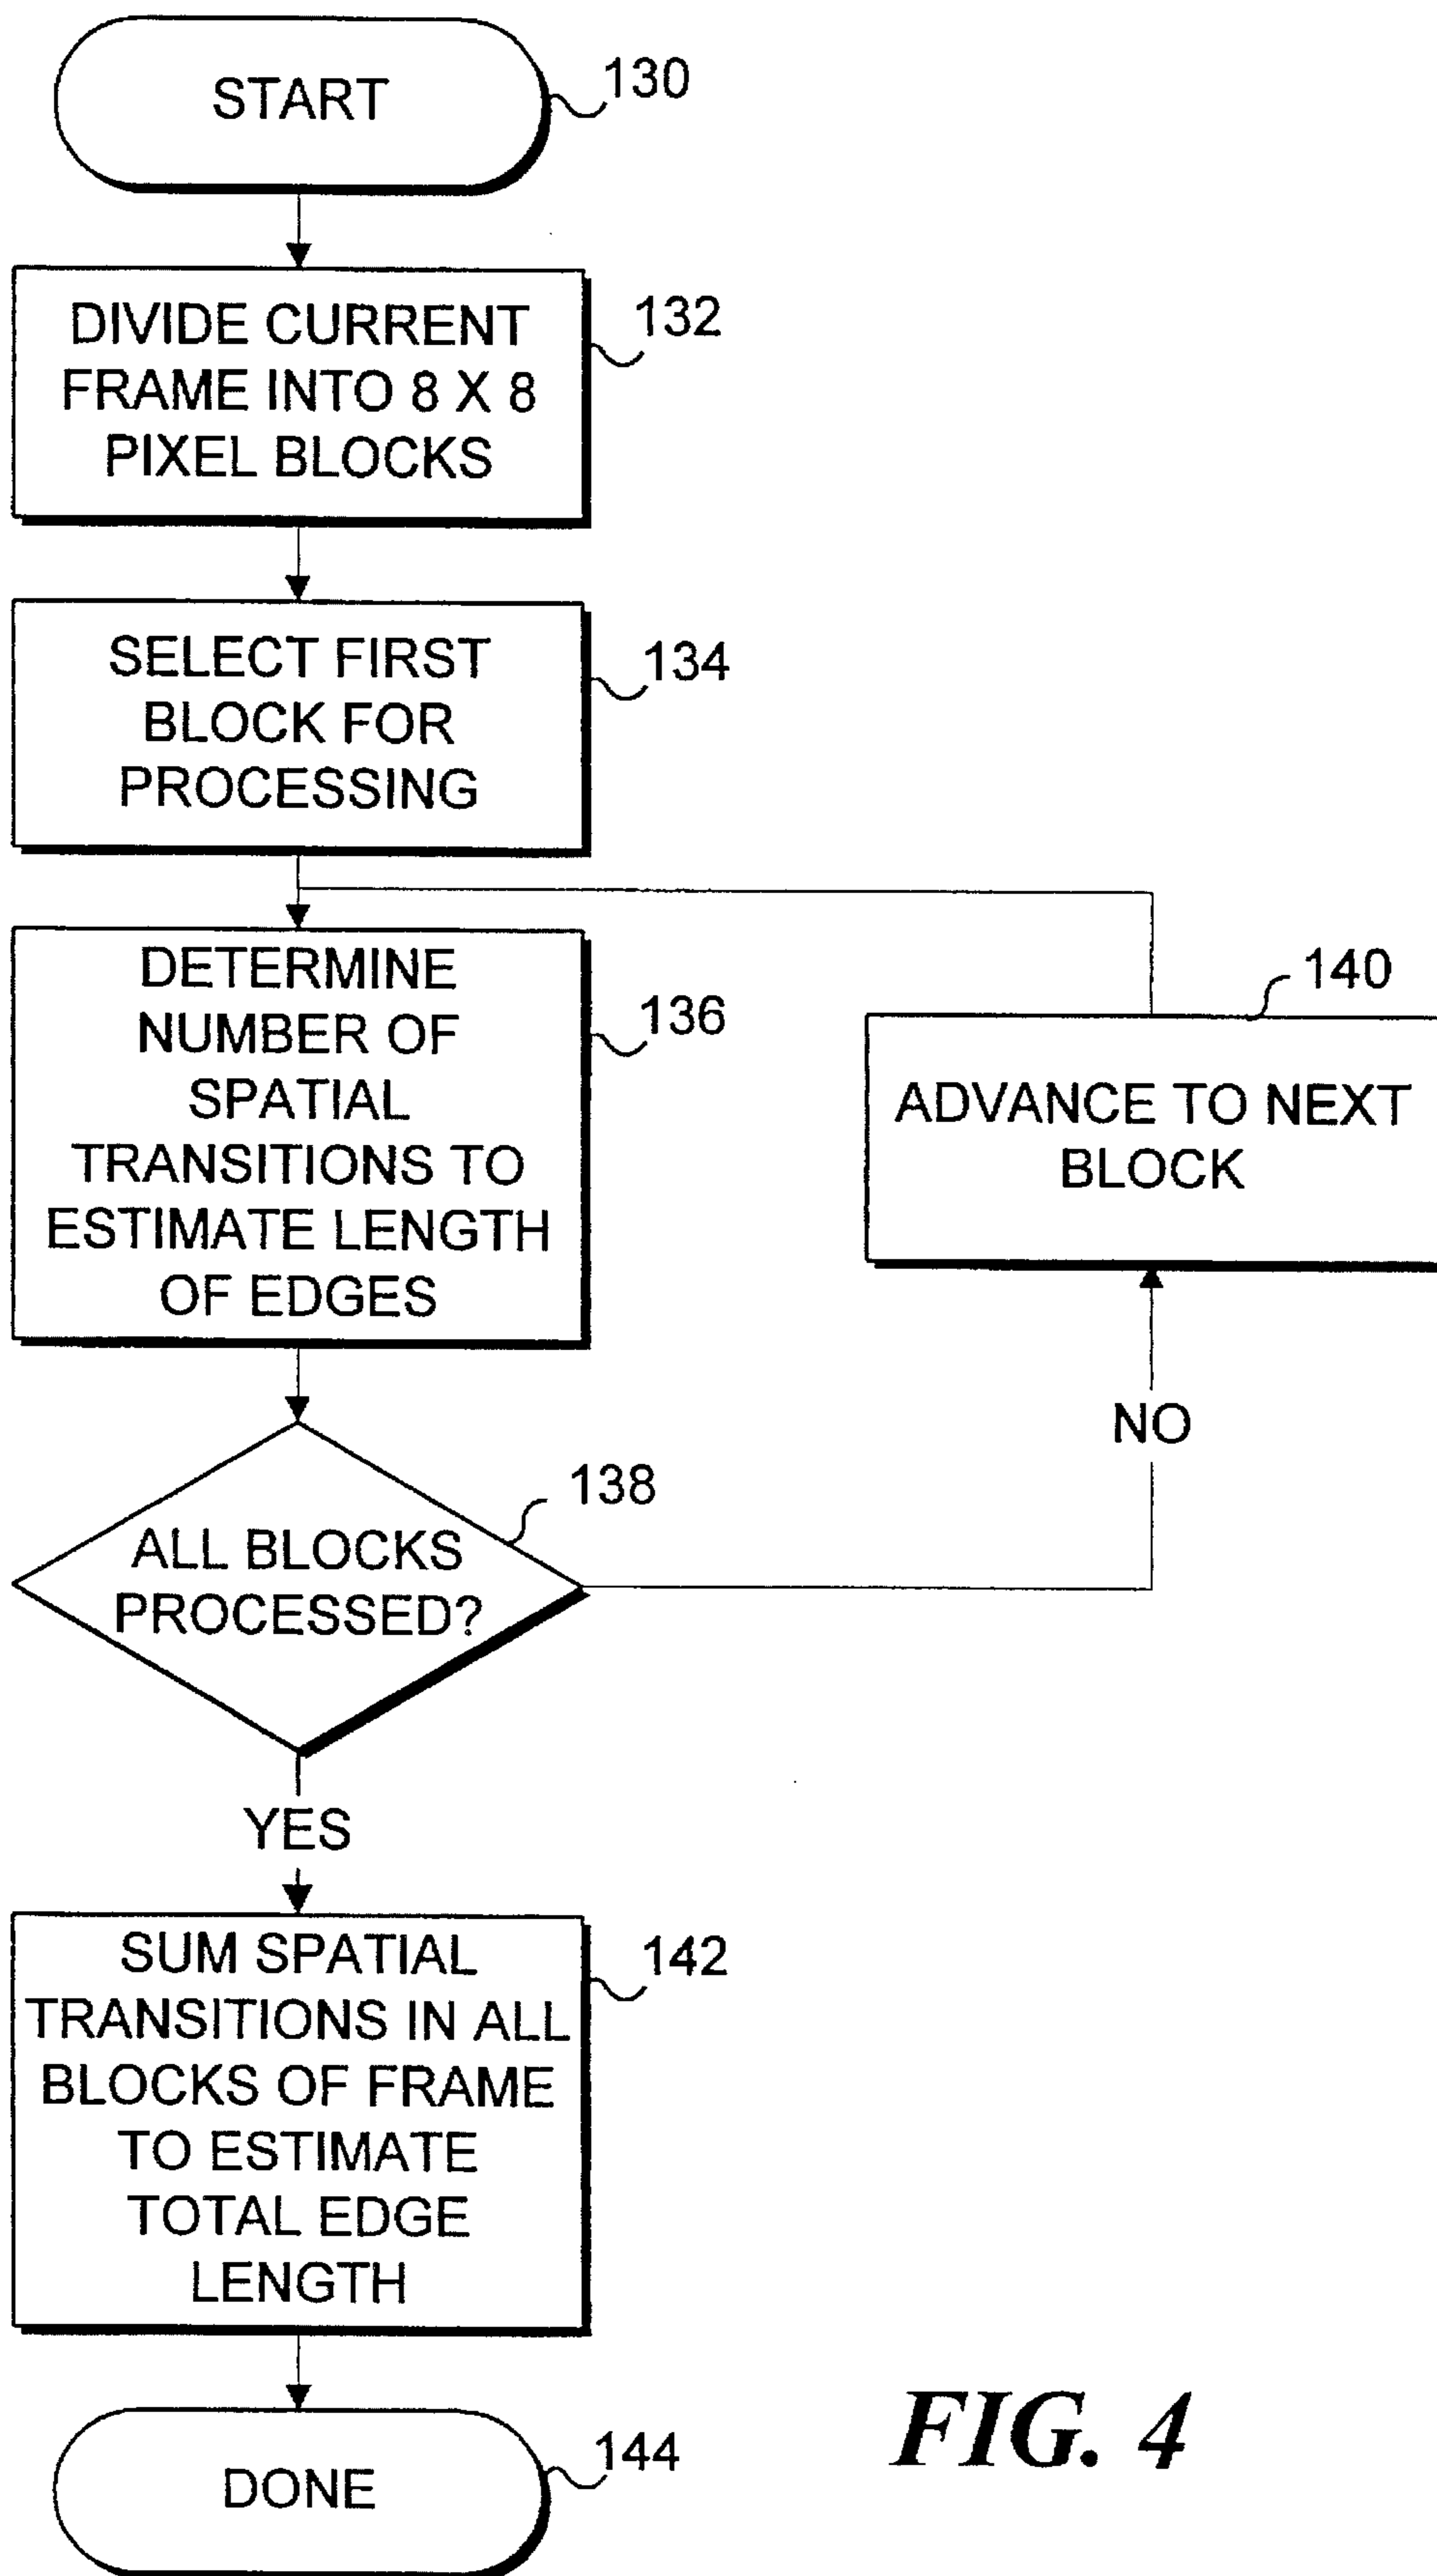 START
130
DIVIDE CURRENT
FRAME INTO 8 X 8
PIXEL BLOCKS
132
SELECT FIRST
BLOCK FOR
PROCESSING
134
DETERMINE
NUMBER OF
SPATIAL
TRANSITIONS TO
ESTIMATE LENGTH
OF EDGES
136
140
ADVANCE TO NEXT
BLOCK
NO
138
ALL BLOCKS
PROCESSED?
YES
SUM SPATIAL
TRANSITIONS IN ALL
BLOCKS OF FRAME
TO ESTIMATE
TOTAL EDGE
LENGTH
142
DONE
144
FIG. 4